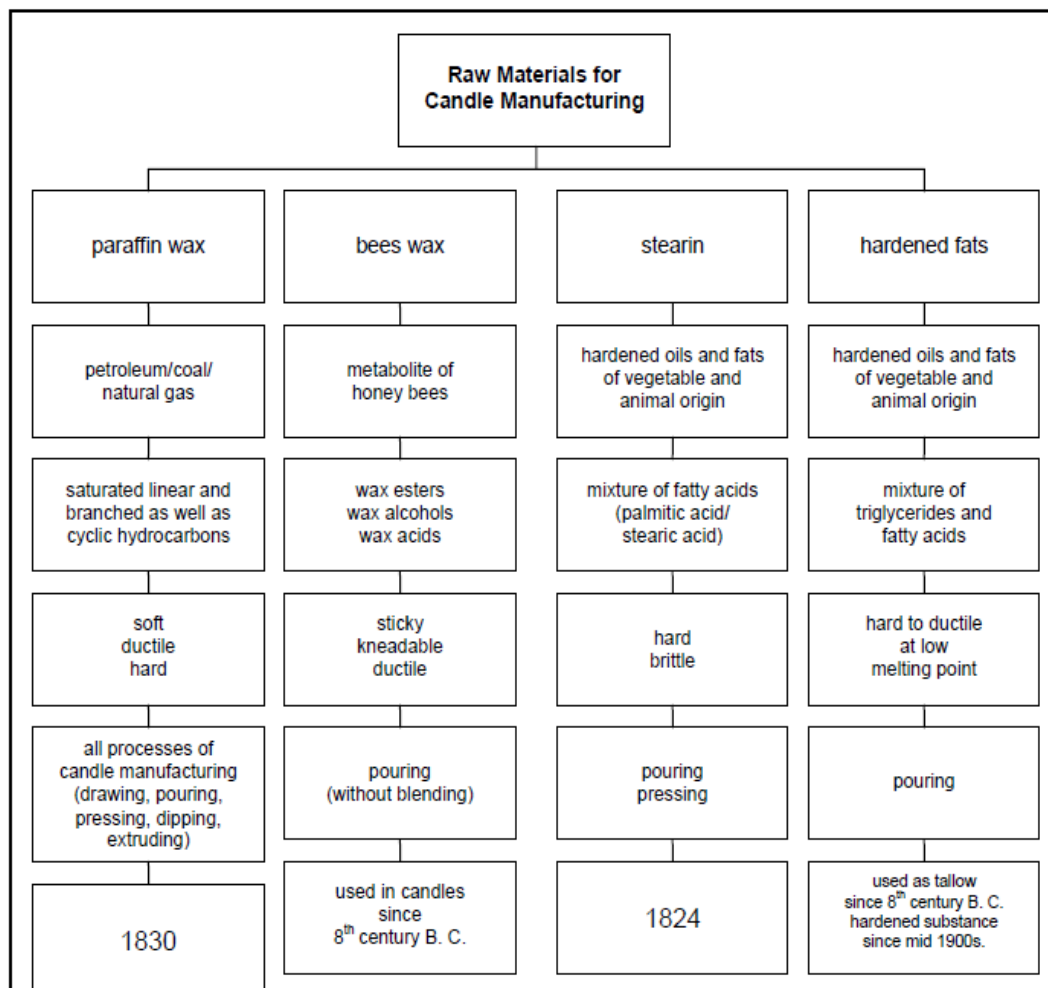 Raw Materials for
Candle Manufacturing
paraffin wax
bees wax
stearin
hardened fats
petroleum/coal/
natural gas
metabolite of
honey bees
hardened oils and fats
of vegetable and
animal origin
hardened oils and fats
of vegetable and
animal origin
saturated linear and
branched as well as
cyclic hydrocarbons
wax esters
wax alcohols
wax acids
mixture of fatty acids
(palmitic acid/
stearic acid)
mixture of
triglycerides and
fatty acids
soft
ductile
hard
sticky
kneadable
ductile
hard
brittle
hard to ductile
at low
melting point
all processes of
candle manufacturing
(drawing, pouring,
pressing, dipping,
extruding)
pouring
(without blending)
pouring
pressing
pouring
1830
used in candles
since
8th century B. C.
1824
used as tallow
since 8th century B. C.
hardened substance
since mid 1900s.